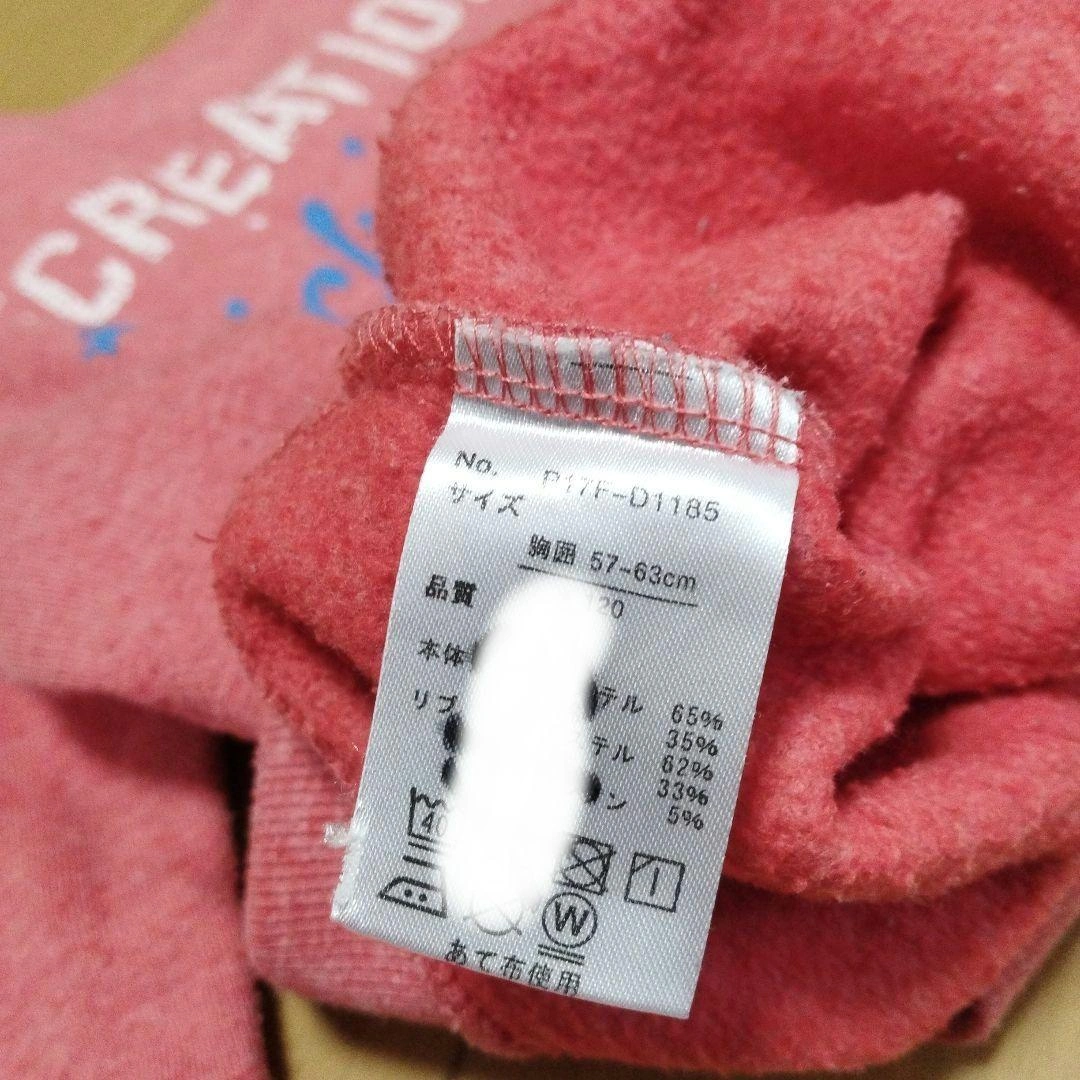 CREATIO
No. P17F-D1185
サイズ
胸囲 57-63cm
20
品質
本体
テル 65%
リブ
テル 35%
62%
ン 33%
5%
40
W
あて布使用